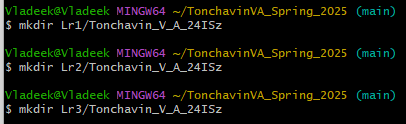 Vladeek@Vladeek MINGW64 ~/TonchavinVA_Spring_2025 (main)
$ mkdir Lr1/Tonchavin_V_A_24ISz
Vladeek@Vladeek MINGW64 ~/TonchavinVA_Spring_2025 (main)
$ mkdir Lr2/Tonchavin_V_A_24ISz
Vladeek@Vladeek MINGW64 ~/TonchavinVA_Spring_2025 (main)
$ mkdir Lr3/Tonchavin_V_A_24ISz